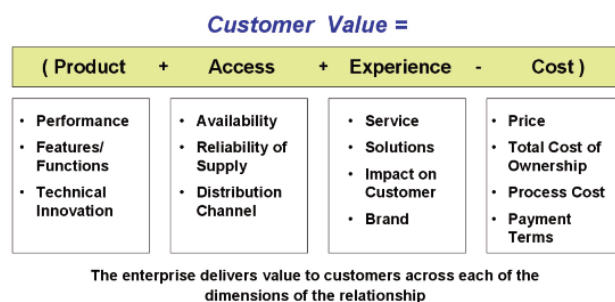 Customer Value =
( Product + Access + Experience - Cost )
• Performance
• Features/
Functions
• Technical
Innovation
• Availability
• Reliability of
Supply
• Distribution
Channel
• Service
• Solutions
• Impact on
Customer
• Brand
• Price
• Total Cost of
Ownership
• Process Cost
• Payment
Terms
The enterprise delivers value to customers across each of the
dimensions of the relationship